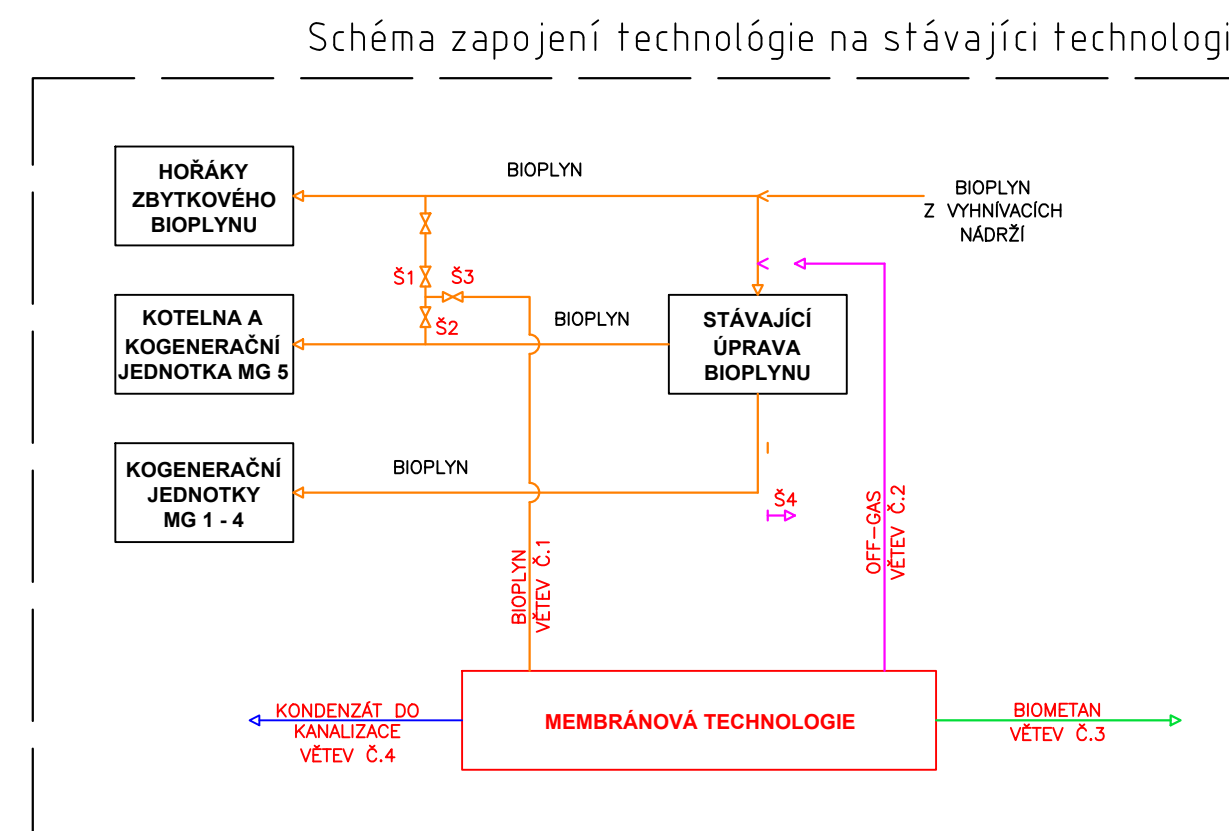 Schéma zapojení technológie na stávajíci technologi
HOŘÁKY
ZBYTKOVÉHO
BIOPLYNU
BIOPLYN
BIOPLYN
Z VYHNÍVACÍCH
NÁDRŽÍ
Š1
Š3
Š2
KOTELNA A
KOGENERAČNÍ
JEDNOTKA MG 5
BIOPLYN
STÁVAJÍCÍ
ÚPRAVA
BIOPLYNU
KOGENERAČNÍ
JEDNOTKY
MG 1 - 4
BIOPLYN
Š4
BIOPLYN
VĚTEV Č.1
OFF-GAS
VĚTEV Č.2
KONDENZÁT DO
KANALIZACE
VĚTEV Č.4
MEMBRÁNOVÁ TECHNOLOGIE
BIOMETAN
VĚTEV Č.3